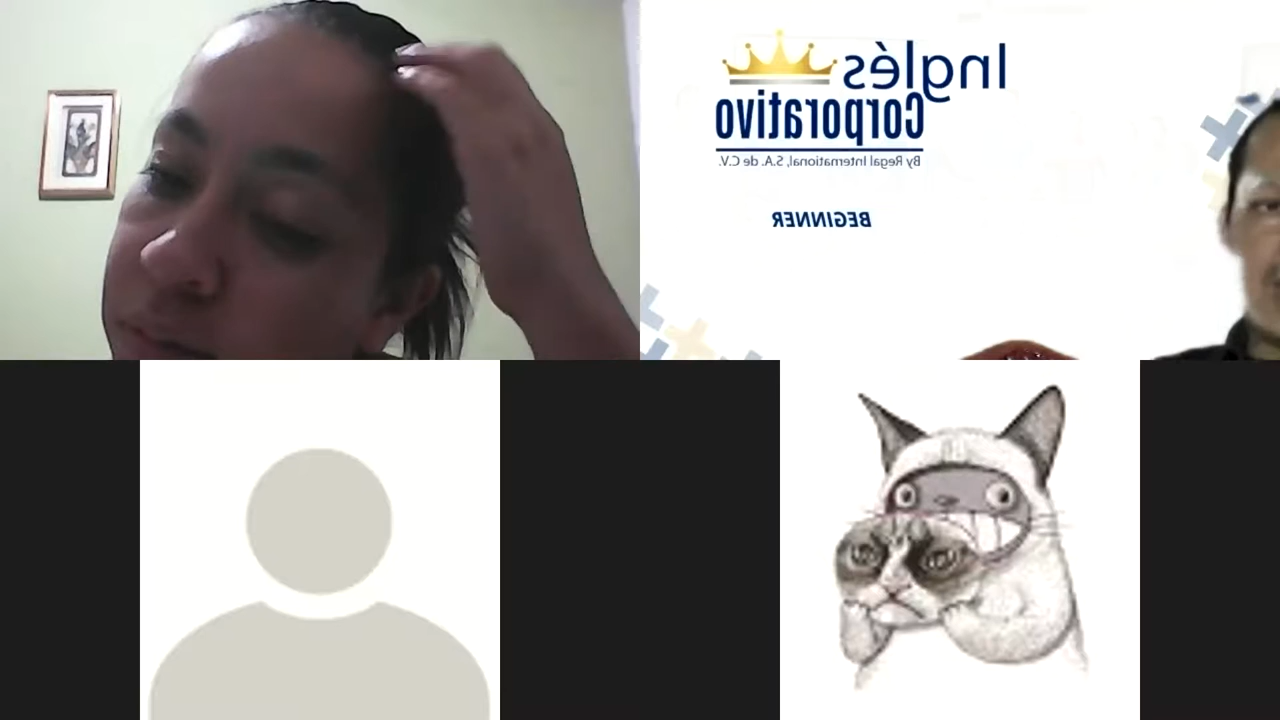 Inglés
Corporativo
By Regal International, S.A. de C.V.
BEGINNER